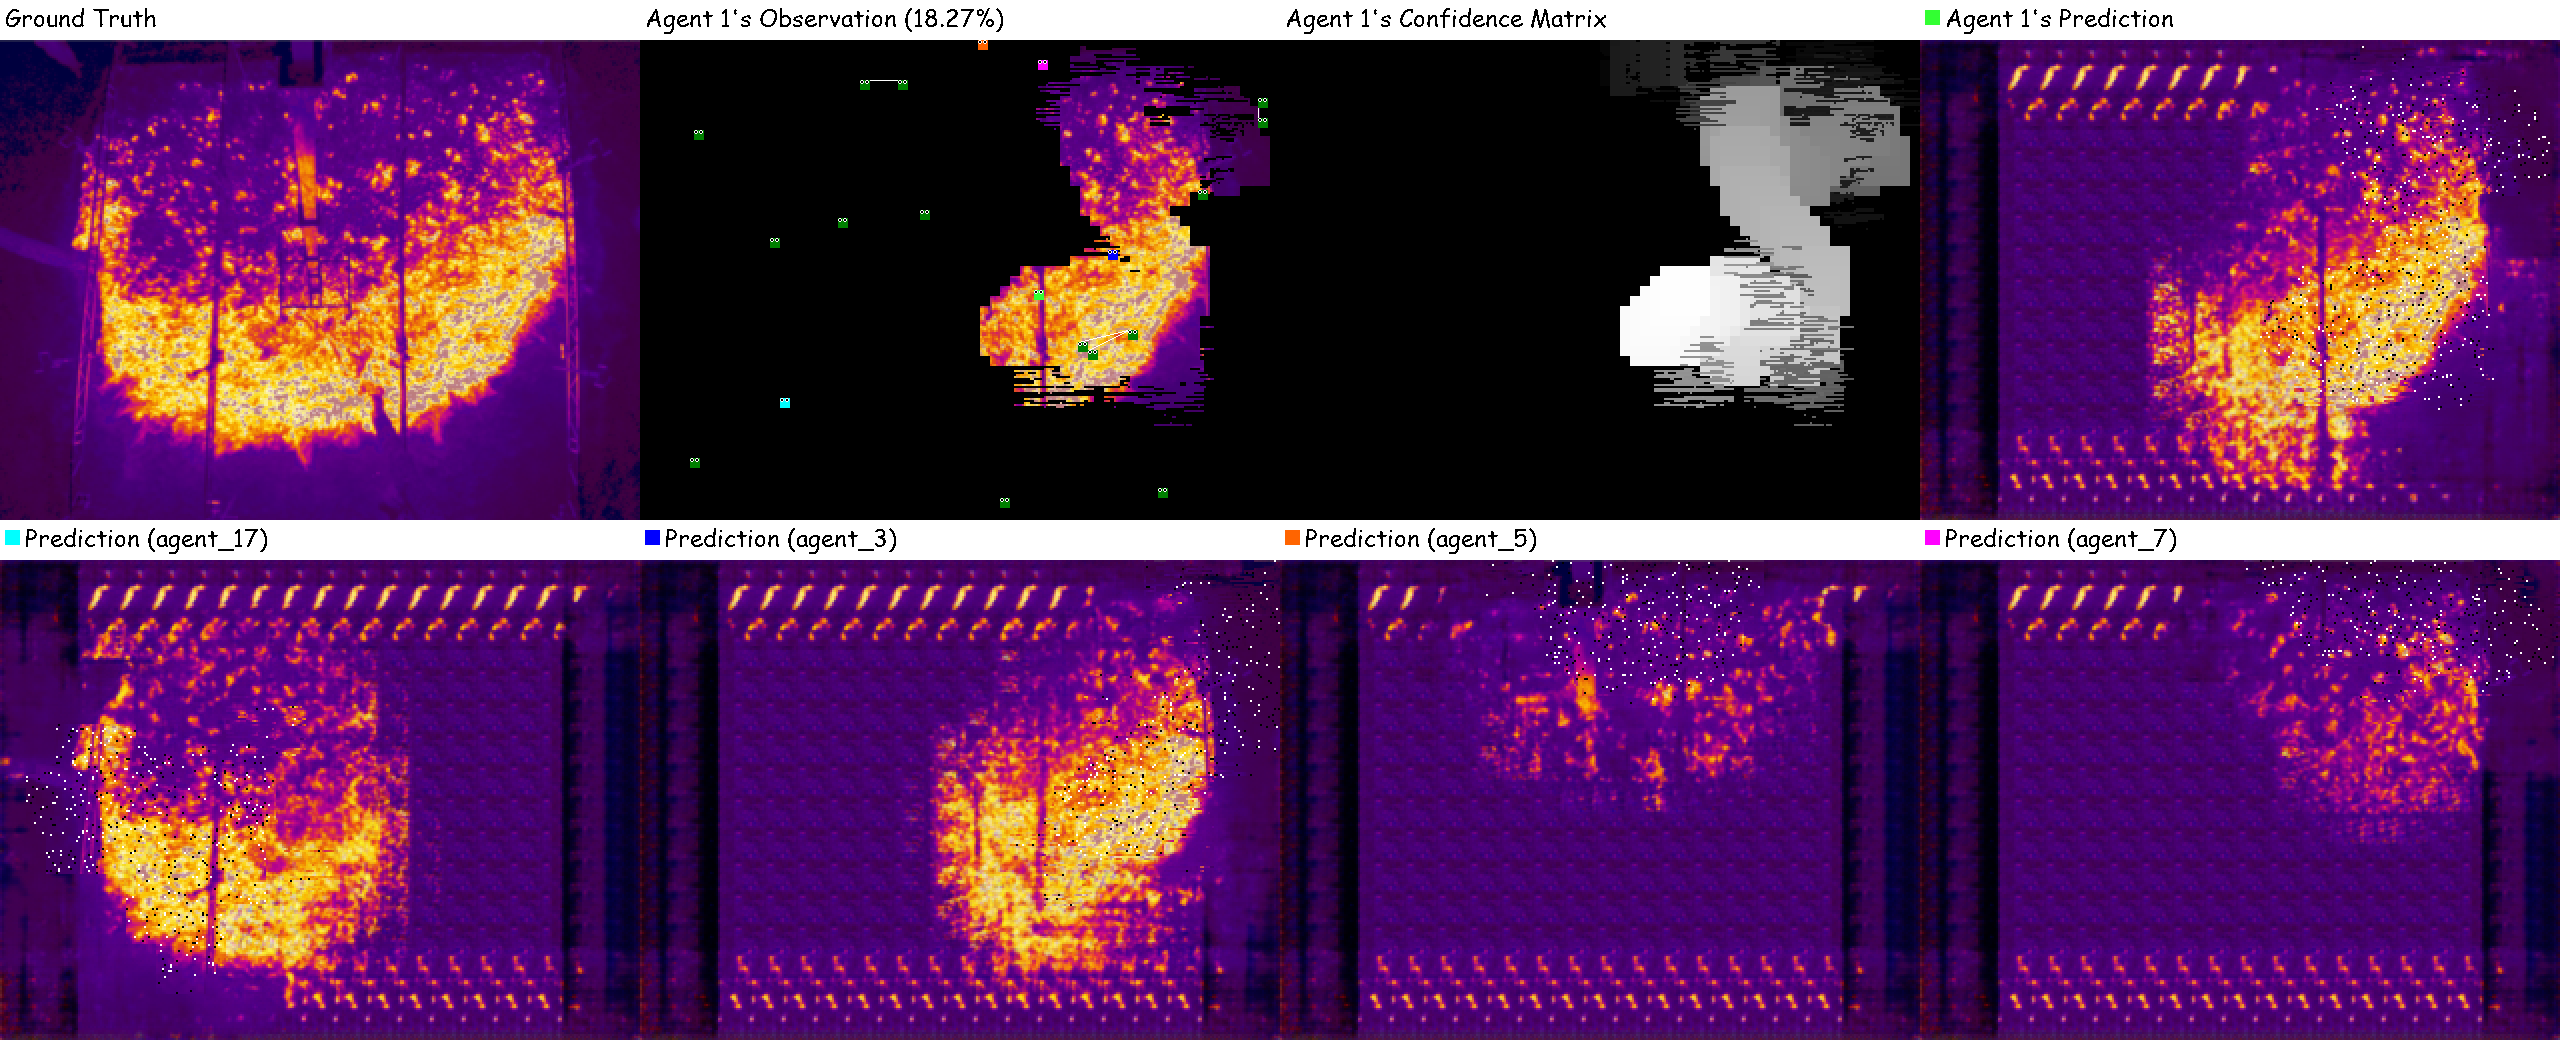 Ground Truth
Agent 1's Observation (18.27%)
Agent 1's Confidence Matrix
Agent 1's Prediction
Prediction (agent_17)
Prediction (agent_3)
Prediction (agent_5)
Prediction (agent_7)